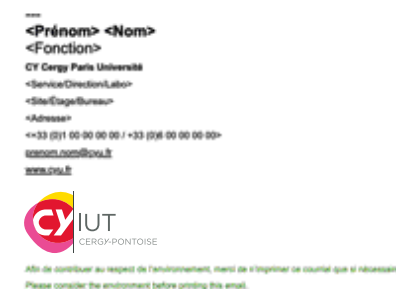 ---
<Prénom> <Nom>
<Fonction>
CY Cergy Paris Université
<Service/Direction/Labo>
<Site/Étage/Bureau>
<Adresse>
<+33 (0)1 00 00 00 00 / +33 (0)6 00 00 00 00>
prenom.nom@cyu.fr
www.cyu.fr
CY IUT
CERGY-PONTOISE
Afin de contribuer au respect de l'environnement, merci de n'imprimer ce courriel que si nécessair
Please consider the environment before printing this email.